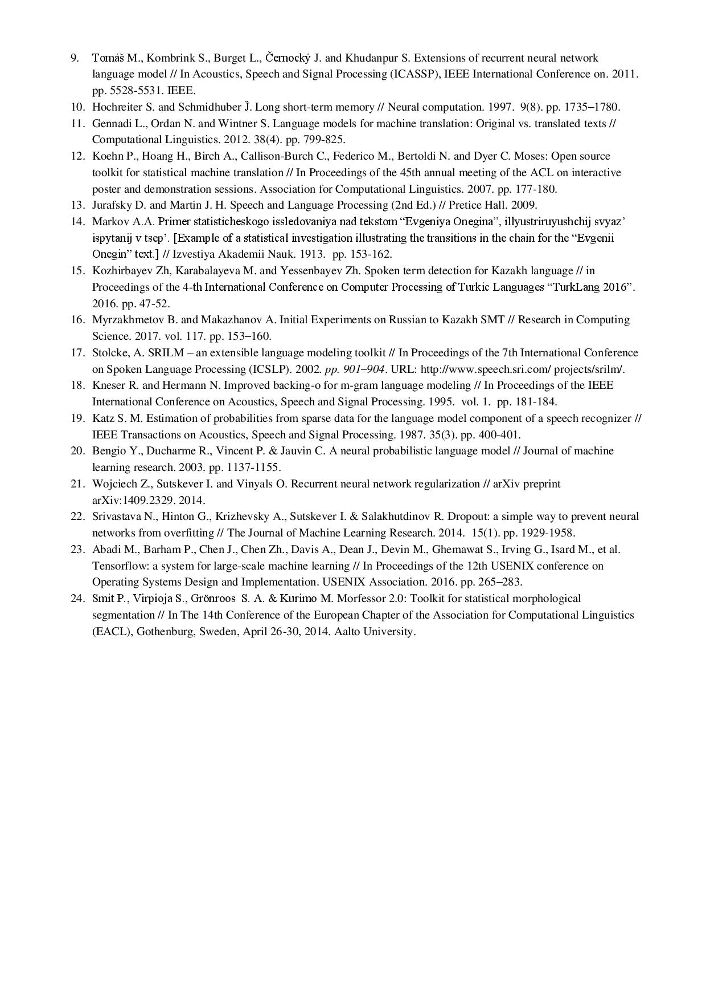 9. Tomáš M., Kombrink S., Burget L., Černocký J. and Khudanpur S. Extensions of recurrent neural network
language model // In Acoustics, Speech and Signal Processing (ICASSP), IEEE International Conference on. 2011.
pp. 5528-5531. IEEE.
10. Hochreiter S. and Schmidhuber J̈. Long short-term memory // Neural computation. 1997. 9(8). pp. 1735–1780.
11. Gennadi L., Ordan N. and Wintner S. Language models for machine translation: Original vs. translated texts //
Computational Linguistics. 2012. 38(4). pp. 799-825.
12. Koehn P., Hoang H., Birch A., Callison-Burch C., Federico M., Bertoldi N. and Dyer C. Moses: Open source
toolkit for statistical machine translation // In Proceedings of the 45th annual meeting of the ACL on interactive
poster and demonstration sessions. Association for Computational Linguistics. 2007. pp. 177-180.
13. Jurafsky D. and Martin J. H. Speech and Language Processing (2nd Ed.) // Pretice Hall. 2009.
14. Markov A.A. Primer statisticheskogo issledovaniya nad tekstom “Evgeniya Onegina”, illyustriruyushchij svyaz’
ispytanij v tsep’. [Example of a statistical investigation illustrating the transitions in the chain for the “Evgenii
Onegin” text.] // Izvestiya Akademii Nauk. 1913. pp. 153-162.
15. Kozhirbayev Zh, Karabalayeva M. and Yessenbayev Zh. Spoken term detection for Kazakh language // in
Proceedings of the 4-th International Conference on Computer Processing of Turkic Languages “TurkLang 2016”.
2016. pp. 47-52.
16. Myrzakhmetov B. and Makazhanov A. Initial Experiments on Russian to Kazakh SMT // Research in Computing
Science. 2017. vol. 117. pp. 153–160.
17. Stolcke, A. SRILM – an extensible language modeling toolkit // In Proceedings of the 7th International Conference
on Spoken Language Processing (ICSLP). 2002. pp. 901–904. URL: http://www.speech.sri.com/ projects/srilm/.
18. Kneser R. and Hermann N. Improved backing-o for m-gram language modeling // In Proceedings of the IEEE
International Conference on Acoustics, Speech and Signal Processing. 1995. vol. 1. pp. 181-184.
19. Katz S. M. Estimation of probabilities from sparse data for the language model component of a speech recognizer //
IEEE Transactions on Acoustics, Speech and Signal Processing. 1987. 35(3). pp. 400-401.
20. Bengio Y., Ducharme R., Vincent P. & Jauvin C. A neural probabilistic language model // Journal of machine
learning research. 2003. pp. 1137-1155.
21. Wojciech Z., Sutskever I. and Vinyals O. Recurrent neural network regularization // arXiv preprint
arXiv:1409.2329. 2014.
22. Srivastava N., Hinton G., Krizhevsky A., Sutskever I. & Salakhutdinov R. Dropout: a simple way to prevent neural
networks from overfitting // The Journal of Machine Learning Research. 2014. 15(1). pp. 1929-1958.
23. Abadi M., Barham P., Chen J., Chen Zh., Davis A., Dean J., Devin M., Ghemawat S., Irving G., Isard M., et al.
Tensorflow: a system for large-scale machine learning // In Proceedings of the 12th USENIX conference on
Operating Systems Design and Implementation. USENIX Association. 2016. pp. 265–283.
24. Smit P., Virpioja S., Grönroos S. A. & Kurimo M. Morfessor 2.0: Toolkit for statistical morphological
segmentation // In The 14th Conference of the European Chapter of the Association for Computational Linguistics
(EACL), Gothenburg, Sweden, April 26-30, 2014. Aalto University.